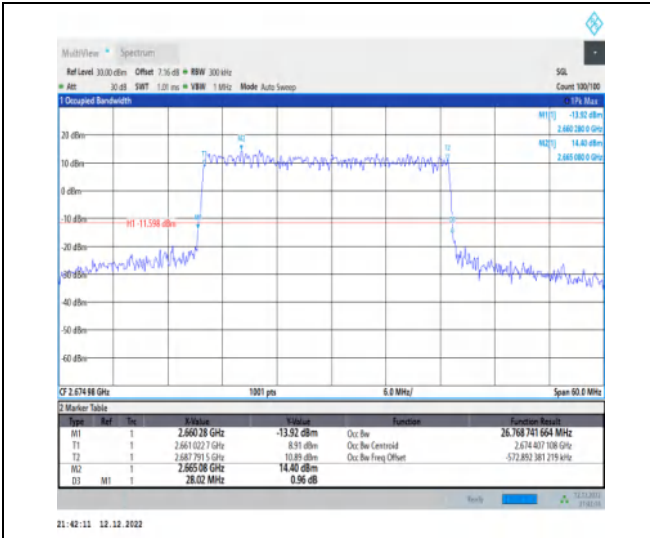 MultiView Spectrum
Ref Level 30.00 dBm Offset 7.16 dB RBW 300 kHz SGL
Att 30 dB SWT 1.01 ms VBW 1 MHz Mode Auto Sweep Count 100/100
1 Occupied Bandwidth 1Pk Max
M1[1] -13.92 dBm
2.660 280 0 GHz
20 dBm M2[1] 14.40 dBm
2.665 080 0 GHz
M2
T1 T2
10 dBm
0 dBm
-10 dBm
H1 -11.598 dBm
-20 dBm
-30 dBm
-40 dBm
-50 dBm
-60 dBm
CF 2.674 98 GHz 1001 pts 6.0 MHz/ Span 60.0 MHz
2 Marker Table
Type Ref Trc X-Value Y-Value Function Function Result
M1 1 2.660 28 GHz -13.92 dBm Occ Bw 26.768 741 664 MHz
T1 1 2.661 022 7 GHz 8.91 dBm Occ Bw Centroid 2.674 407 108 GHz
T2 1 2.687 791 5 GHz 10.89 dBm Occ Bw Freq Offset -572.892 381 219 kHz
M2 1 2.665 08 GHz 14.40 dBm
D3 M1 1 28.02 MHz 0.96 dB
Ready 12.12.2022
21:42:11 12.12.2022